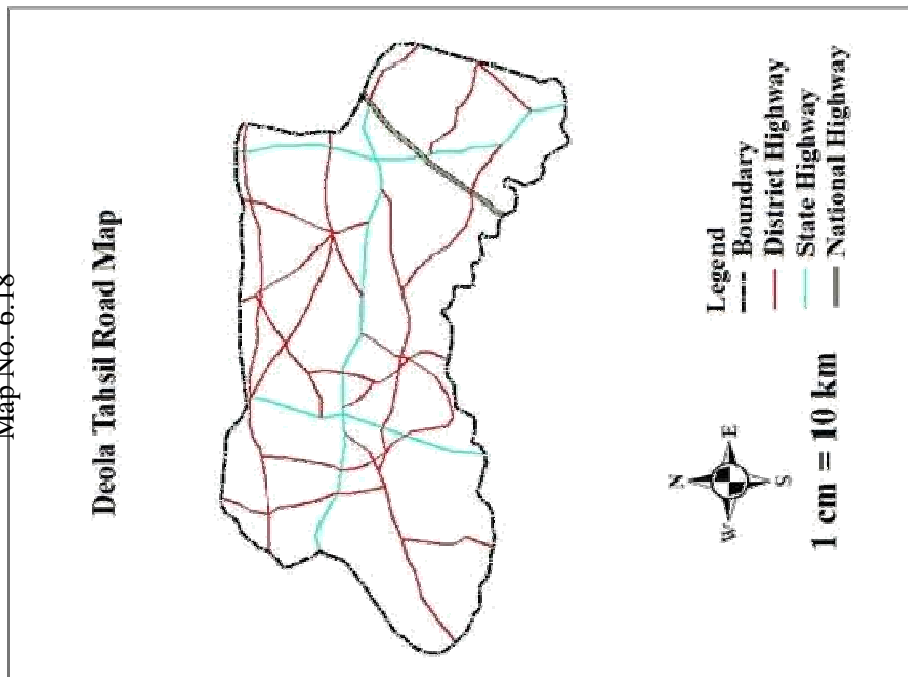 Map No. 6.18
Deola Tahsil Road Map
N
W
E
S
1 cm = 10 km
Legend
Boundary
District Highway
State Highway
National Highway